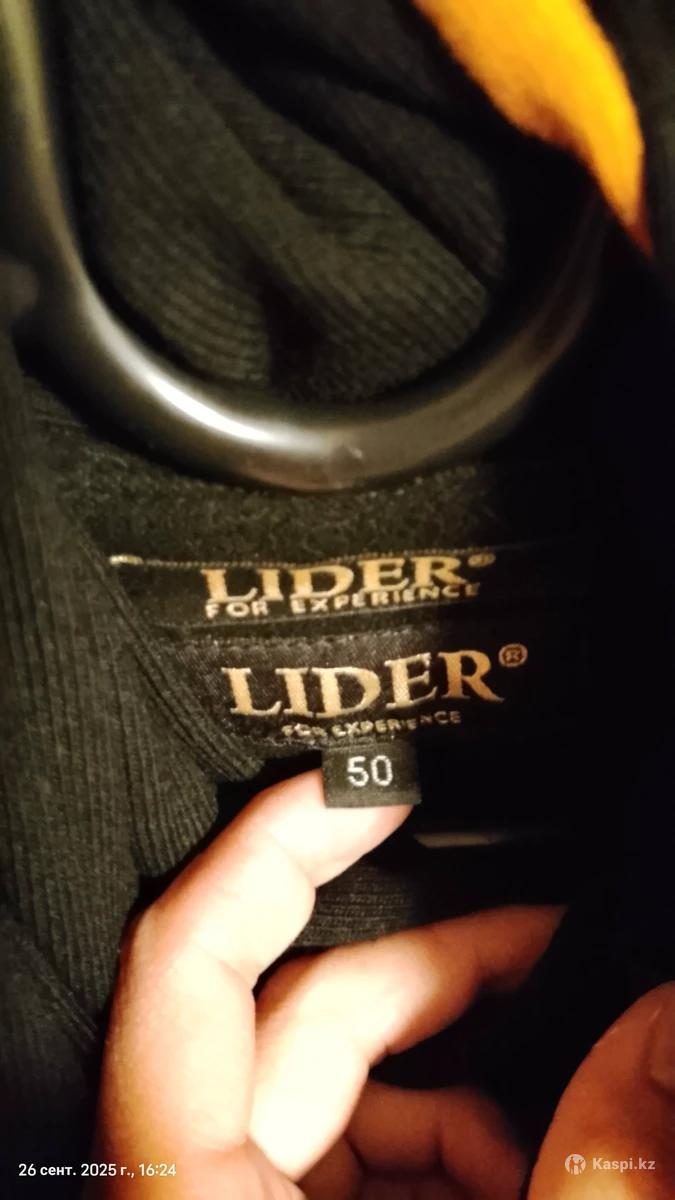 LIDER®
FOR EXPERIENCE
LIDER®
FOR EXPERIENCE
50
26 сент. 2025 г., 16:24
Kaspi.kz